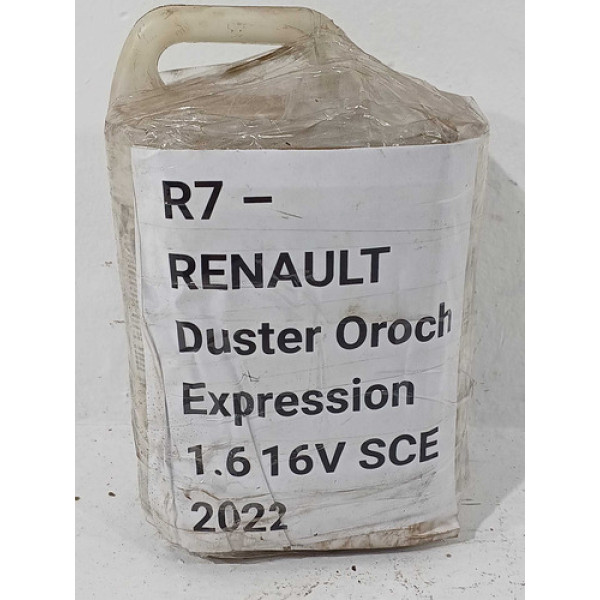 R7 –
RENAULT
Duster Oroch
Expression
1.6 16V SCE
2022